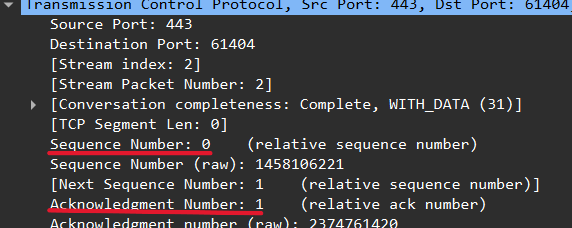 Transmission Control Protocol, Src Port: 443, Dst Port: 61404
Source Port: 443
Destination Port: 61404
[Stream index: 2]
[Stream Packet Number: 2]
[Conversation completeness: Complete, WITH_DATA (31)]
[TCP Segment Len: 0]
Sequence Number: 0    (relative sequence number)
Sequence Number (raw): 1458106221
[Next Sequence Number: 1    (relative sequence number)]
Acknowledgment Number: 1    (relative ack number)
Acknowledgment number (raw): 2374761420